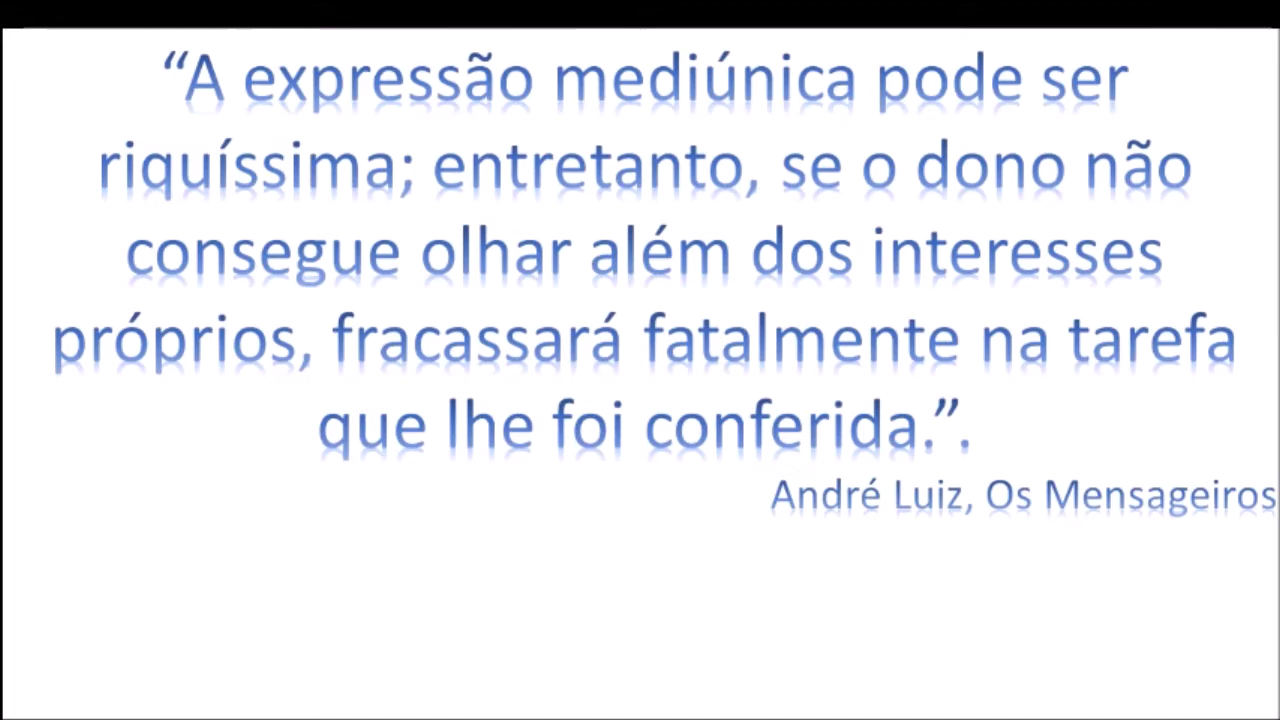 “A expressão mediúnica pode ser
riquíssima; entretanto, se o dono não
consegue olhar além dos interesses
próprios, fracassará fatalmente na tarefa
que lhe foi conferida.”.
André Luiz, Os Mensageiros